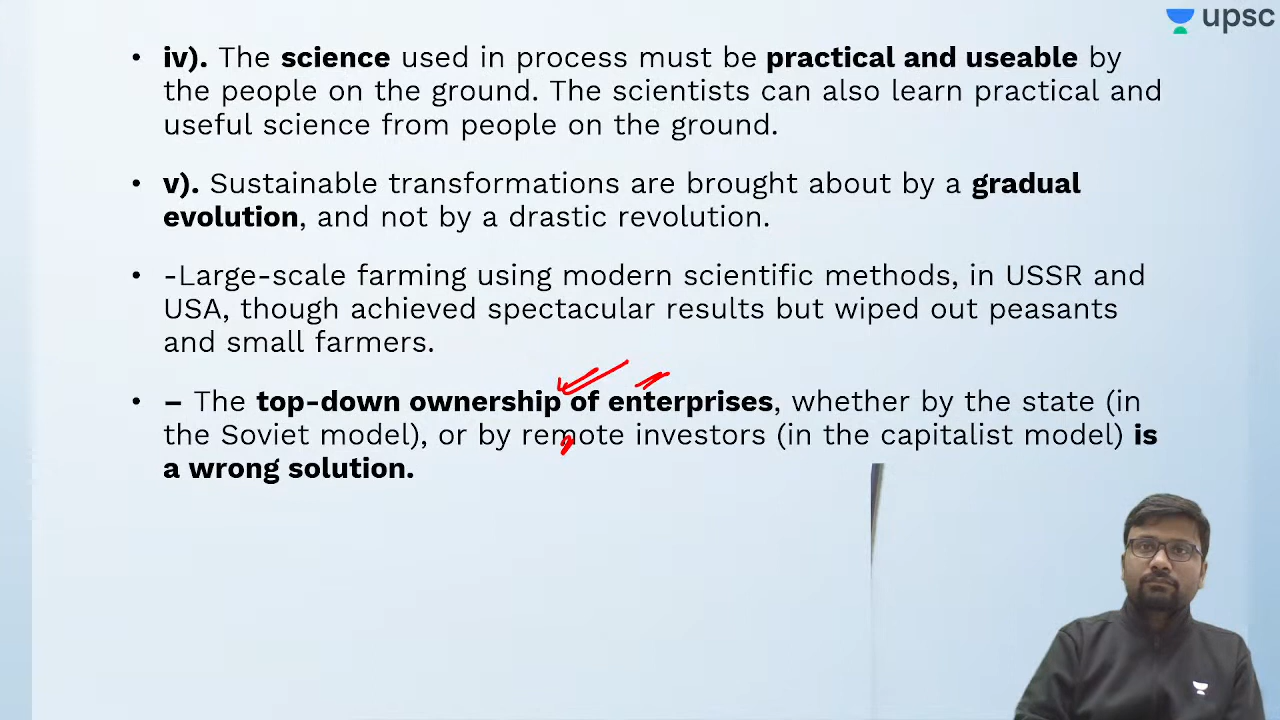 upsc
• iv). The science used in process must be practical and useable by
the people on the ground. The scientists can also learn practical and
useful science from people on the ground.
• v). Sustainable transformations are brought about by a gradual
evolution, and not by a drastic revolution.
• -Large-scale farming using modern scientific methods, in USSR and
USA, though achieved spectacular results but wiped out peasants
and small farmers.
• – The top-down ownership of enterprises, whether by the state (in
the Soviet model), or by remote investors (in the capitalist model) is
a wrong solution.